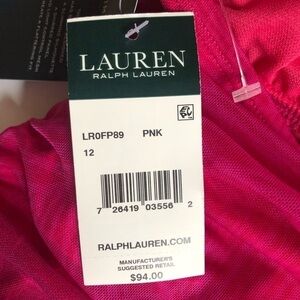 LAUREN
RALPH LAUREN
LR0FP89 PNK
12
7 26419 03556 2
RALPHLAUREN.COM
MANUFACTURER'S
SUGGESTED RETAIL
$94.00